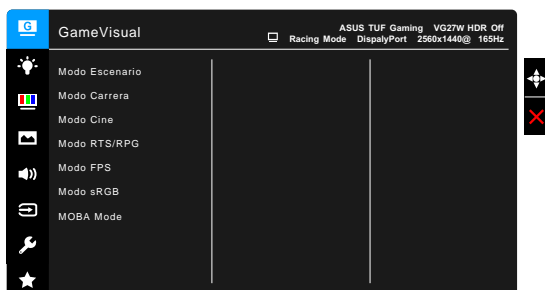 G
GameVisual
ASUS TUF Gaming VG27W HDR Off
Racing Mode DispalyPort 2560x1440@ 165Hz
Modo Escenario
Modo Carrera
Modo Cine
Modo RTS/RPG
Modo FPS
Modo sRGB
MOBA Mode